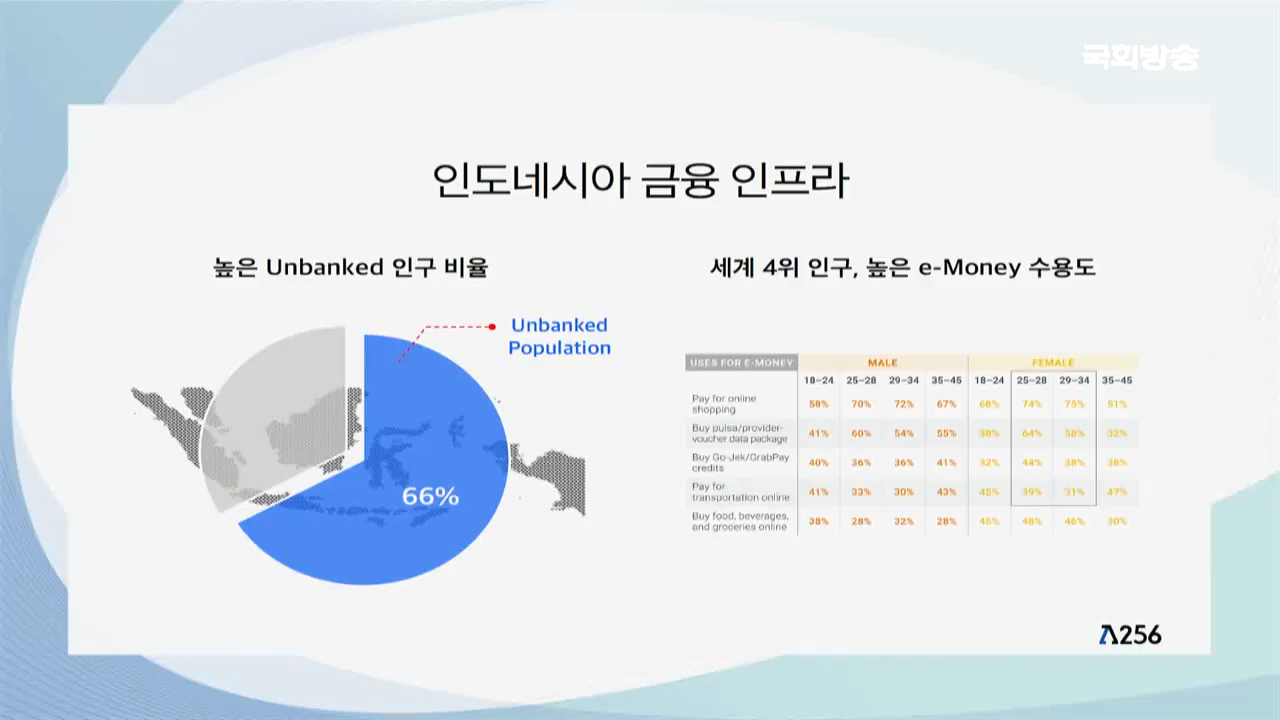 국회방송
인도네시아 금융 인프라
높은 Unbanked 인구 비율
Unbanked
Population
66%
세계 4위 인구, 높은 e-Money 수용도
USES FOR E-MONEY MALE FEMALE
18–24 25–28 29–34 35–45 18–24 25–28 29–34 35–45
Pay for online
shopping
58% 70% 72% 67% 68% 74% 75% 51%
Buy pulsa/provider-
voucher data package
41% 60% 54% 55% 38% 64% 58% 32%
Buy Go-Jek/GrabPay
credits
40% 36% 36% 41% 32% 44% 38% 38%
Pay for
transportation online
41% 33% 30% 43% 45% 39% 31% 47%
Buy food, beverages,
and groceries online
38% 28% 32% 28% 45% 48% 46% 30%
λ256